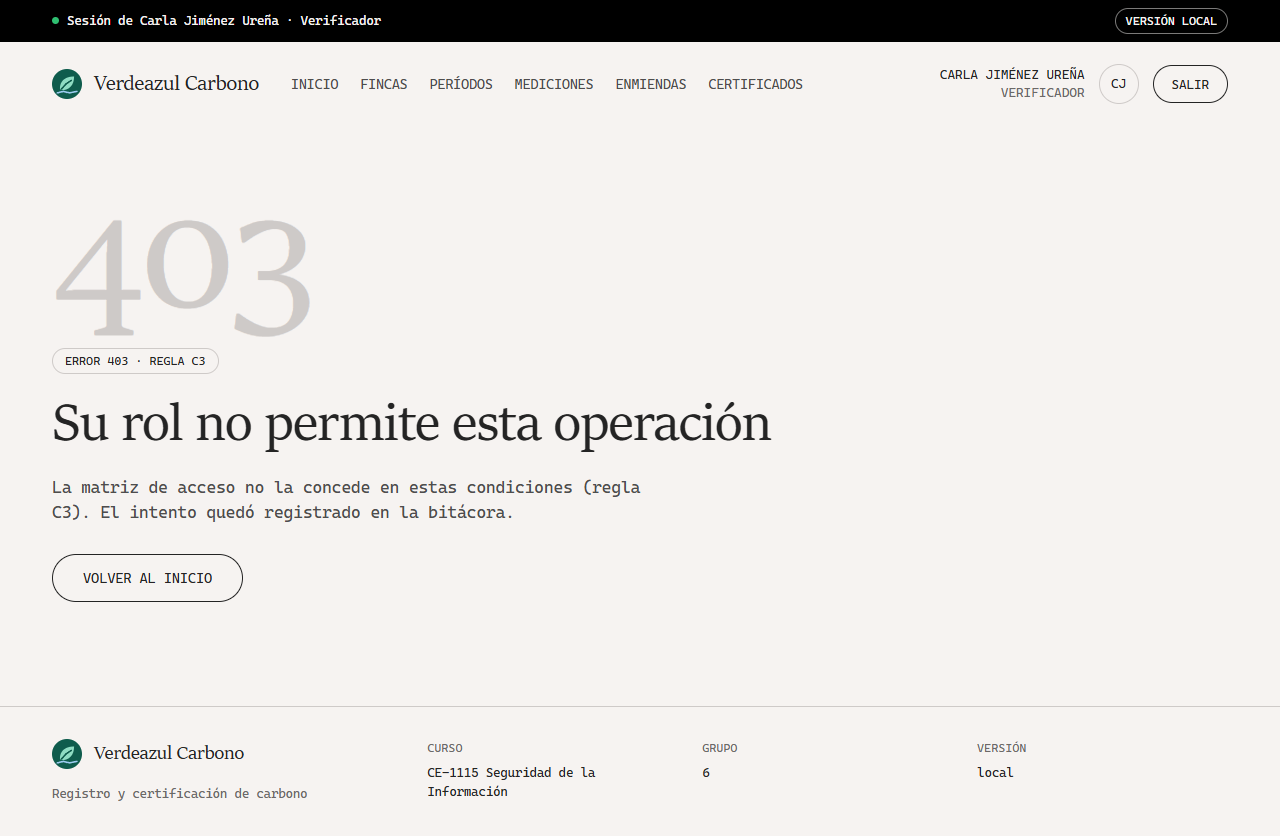 Sesión de Carla Jiménez Ureña · Verificador
VERSIÓN LOCAL
Verdeazul Carbono
INICIO FINCAS PERÍODOS MEDICIONES ENMIENDAS CERTIFICADOS
CARLA JIMÉNEZ UREÑA
VERIFICADOR
CJ
SALIR
403
ERROR 403 · REGLA C3
Su rol no permite esta operación
La matriz de acceso no la concede en estas condiciones (regla
C3). El intento quedó registrado en la bitácora.
VOLVER AL INICIO
Verdeazul Carbono
Registro y certificación de carbono
CURSO
CE-1115 Seguridad de la
Información
GRUPO
6
VERSIÓN
local